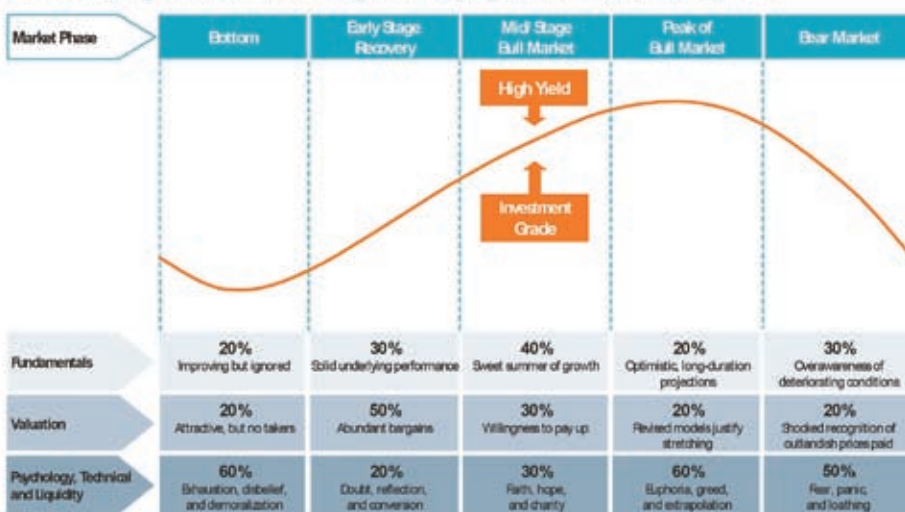 Market Phase
Bottom
Early Stage
Recovery
Mid/ Stage
Bull Market
Peak of
Bull Market
Bear Market
High Yield
Investment
Grade
Fundamentals
20%
Improving but ignored
30%
Solid underlying performance
40%
Sweet summer of growth
20%
Optimistic, long-duration
projections
30%
Overawareness of
deteriorating conditions
Valuation
20%
Attractive, but no takers
50%
Abundant bargains
30%
Willingness to pay up
20%
Revised models justify
stretching
20%
Shocked recognition of
outlandish prices paid
Psychology, Technical
and Liquidity
60%
Exhaustion, disbelief,
and demoralization
20%
Doubt, reflection,
and conversion
30%
Faith, hope,
and charity
60%
Euphoria, greed,
and extrapolation
50%
Fear, panic,
and loathing